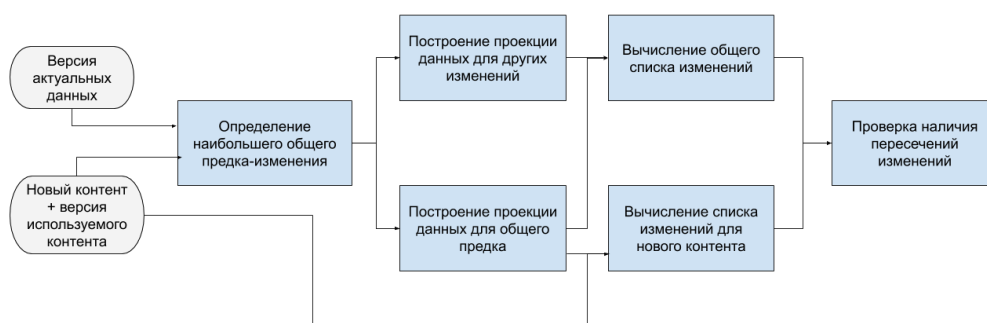 Версия
актуальных
данных
Новый контент
+ версия
используемого
контента
Определение
наибольшего общего
предка-изменения
Построение проекции
данных для других
изменений
Построение проекции
данных для общего
предка
Вычисление общего
списка изменений
Вычисление списка
изменений для
нового контента
Проверка наличия
пересечений
изменений